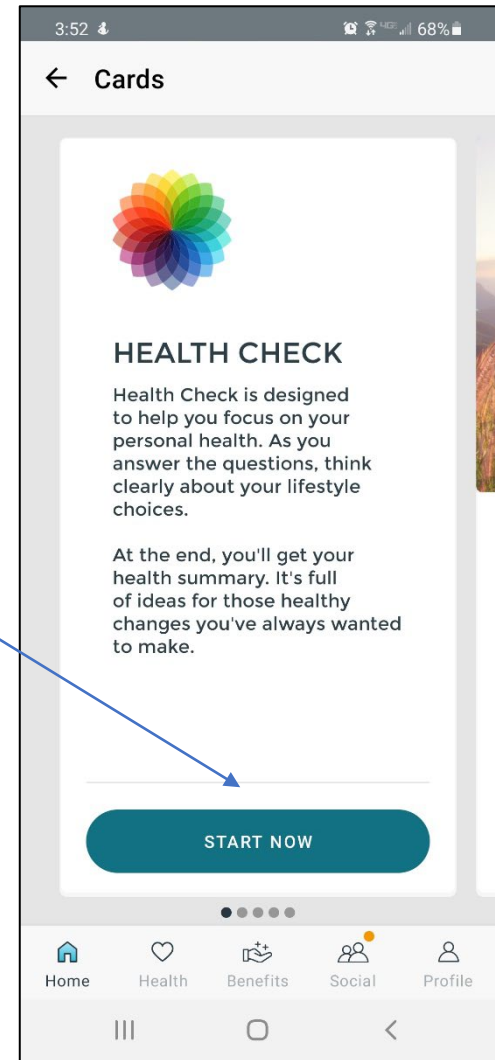 3:52 4GE 68%
Cards
HEALTH CHECK
Health Check is designed
to help you focus on your
personal health. As you
answer the questions, think
clearly about your lifestyle
choices.
At the end, you'll get your
health summary. It's full
of ideas for those healthy
changes you've always wanted
to make.
START NOW
Home Health Benefits Social Profile